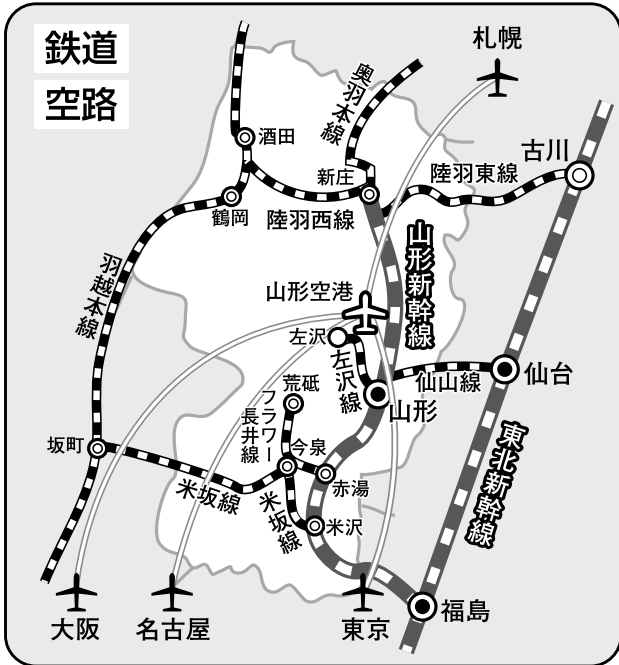 鉄道
空路
札幌
奥羽本線
酒田
新庄
古川
陸羽東線
鶴岡
陸羽西線
山形新幹線
羽越本線
山形空港
左沢
左沢線
仙山線
仙台
荒砥
山形
フラワー
長井線
今泉
坂町
赤湯
米坂線
米坂線
米沢
東北新幹線
福島
大阪
名古屋
東京